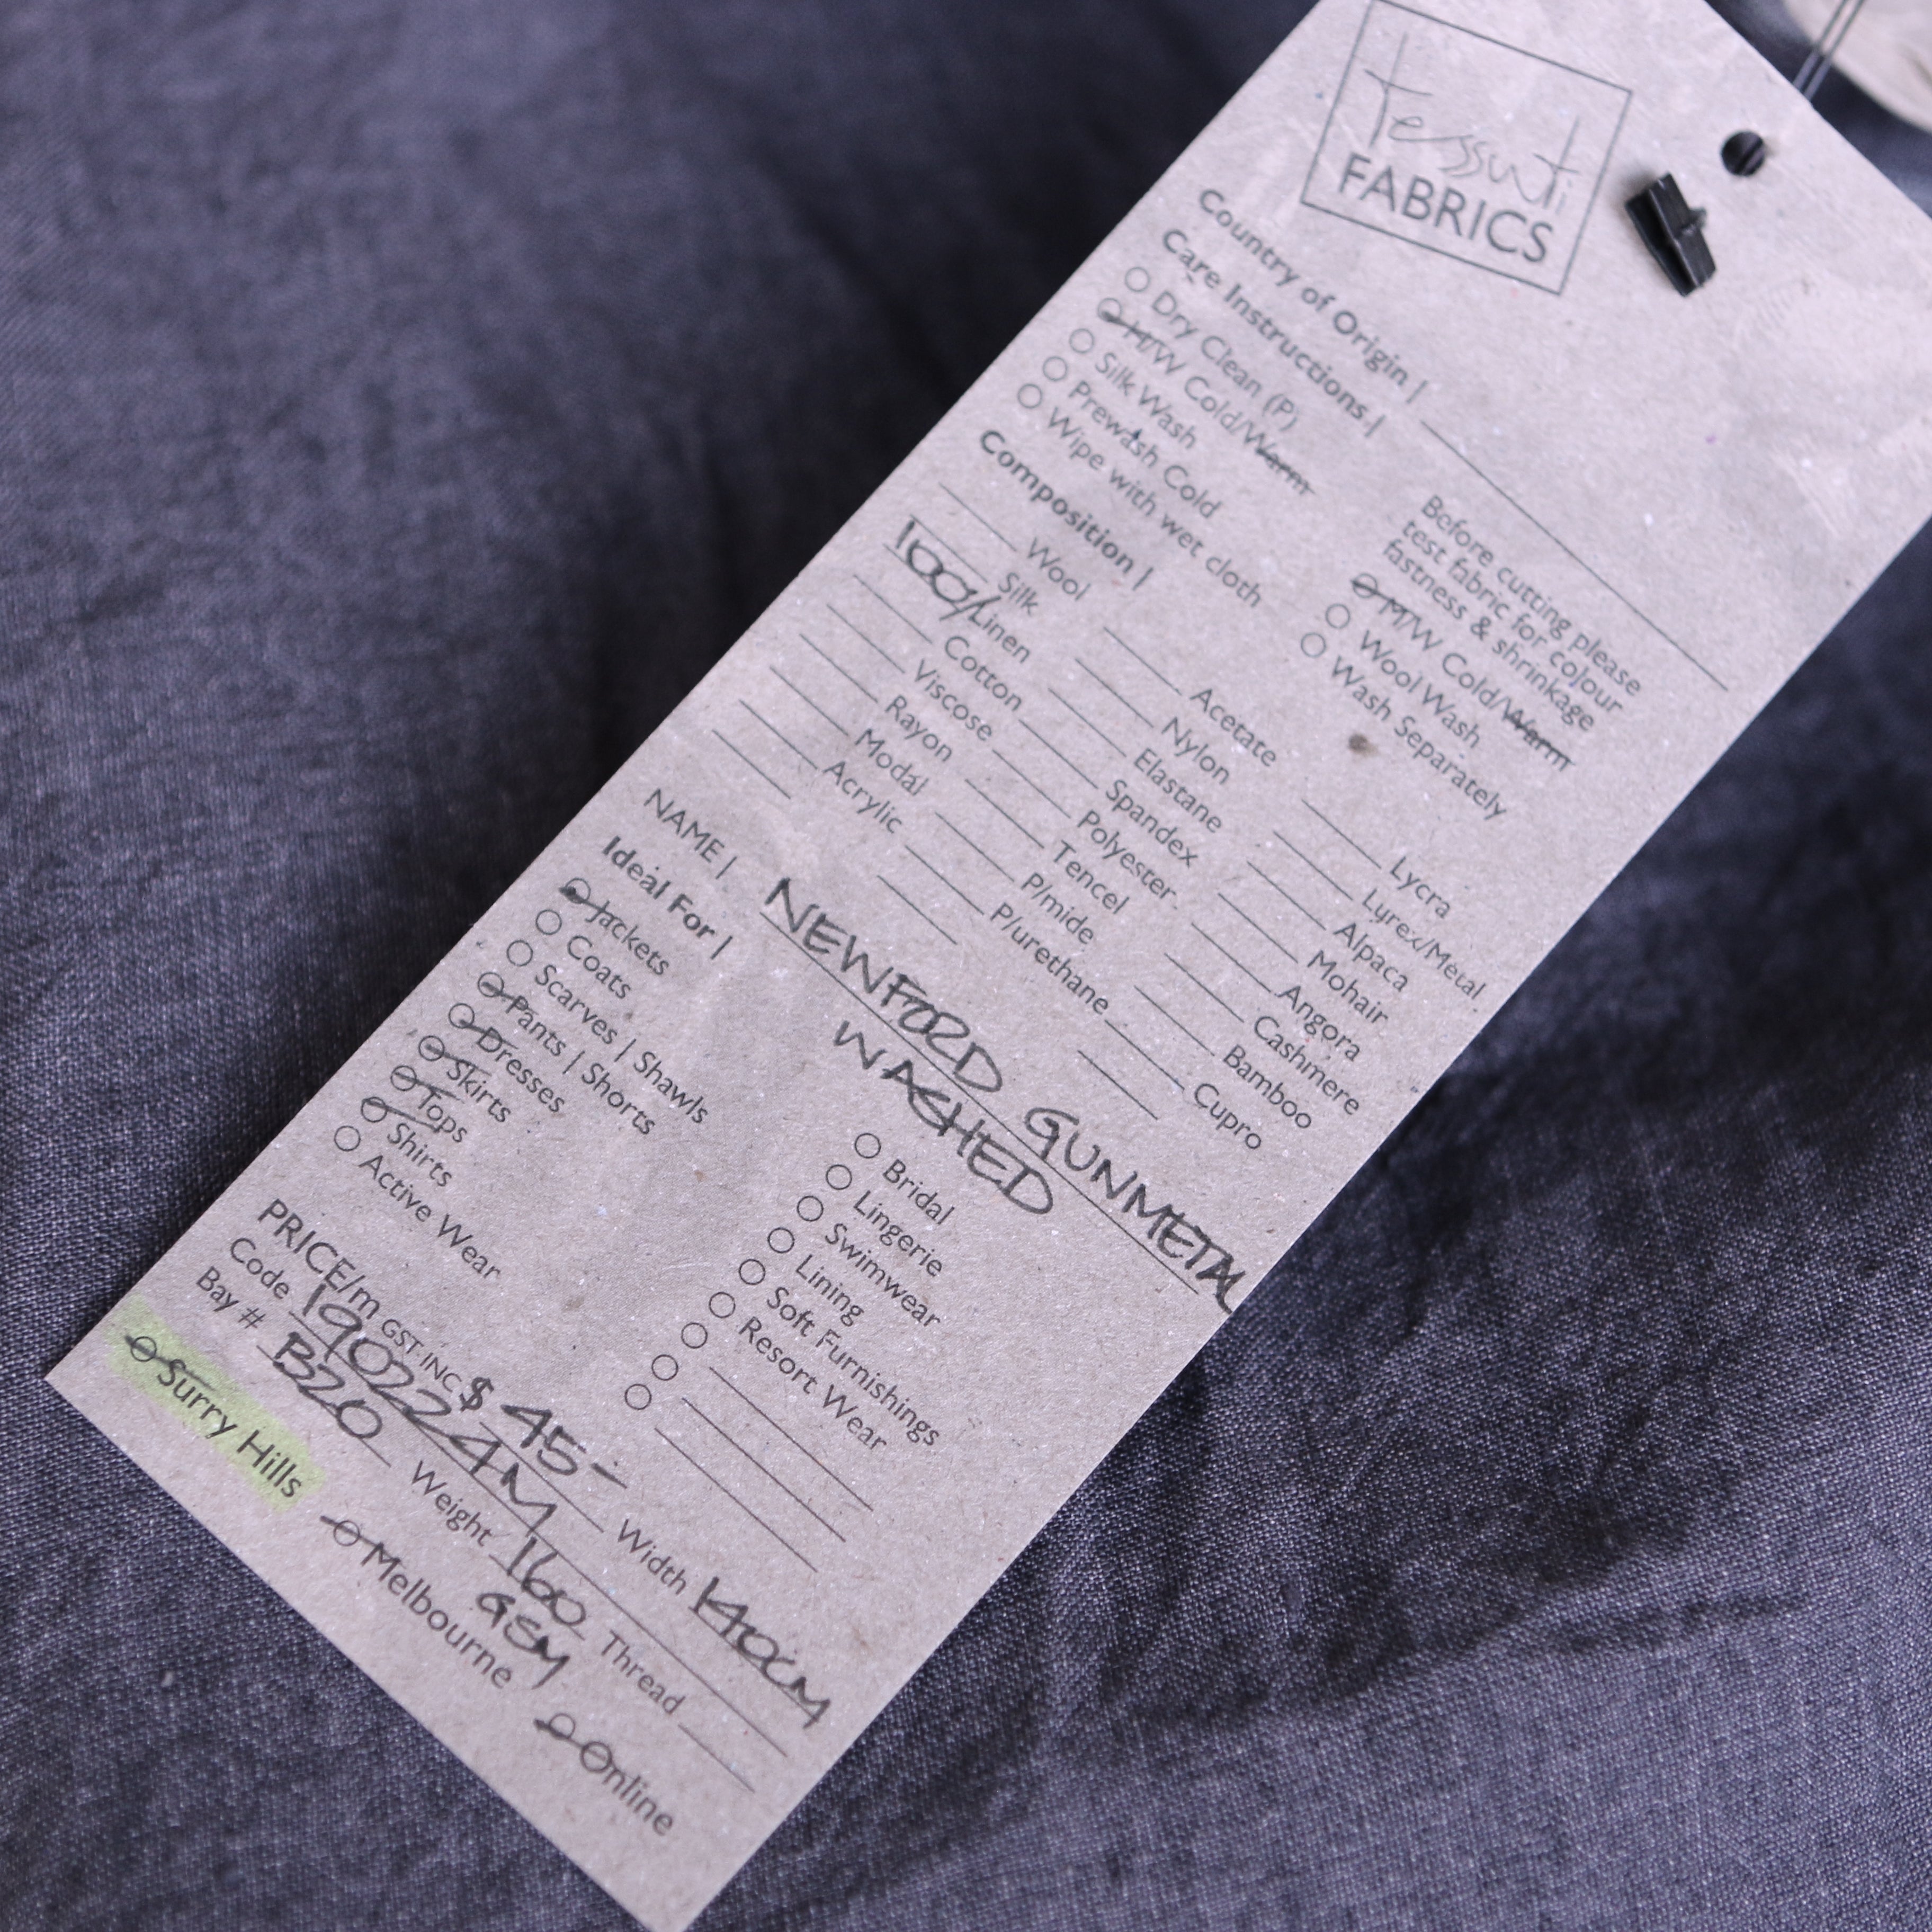 Tessuti
FABRICS
Country of Origin |
Care Instructions |
Dry Clean (P)
H/W Cold/Warm
Silk Wash
Prewash Cold
Wipe with wet cloth
Before cutting please
test fabric for colour
fastness & shrinkage
M/W Cold/Warm
Wool Wash
Wash Separately
Composition |
Wool
Silk
100% Linen
Cotton
Viscose
Rayon
Modal
Acrylic
Acetate
Nylon
Elastane
Spandex
Polyester
Tencel
P/mide
P/urethane
Lycra
Lurex/Metal
Alpaca
Mohair
Angora
Cashmere
Bamboo
Cupro
NAME | NEWFORD GUNMETAL
WASHED
Ideal For |
Jackets
Coats
Scarves | Shawls
Pants | Shorts
Dresses
Skirts
Tops
Shirts
Active Wear
Bridal
Lingerie
Swimwear
Lining
Soft Furnishings
Resort Wear
PRICE/m GST INC $ 45-
Code 190224M Width 140CM
Bay # B20 Weight 160 GSM Thread
Surry Hills Melbourne Online